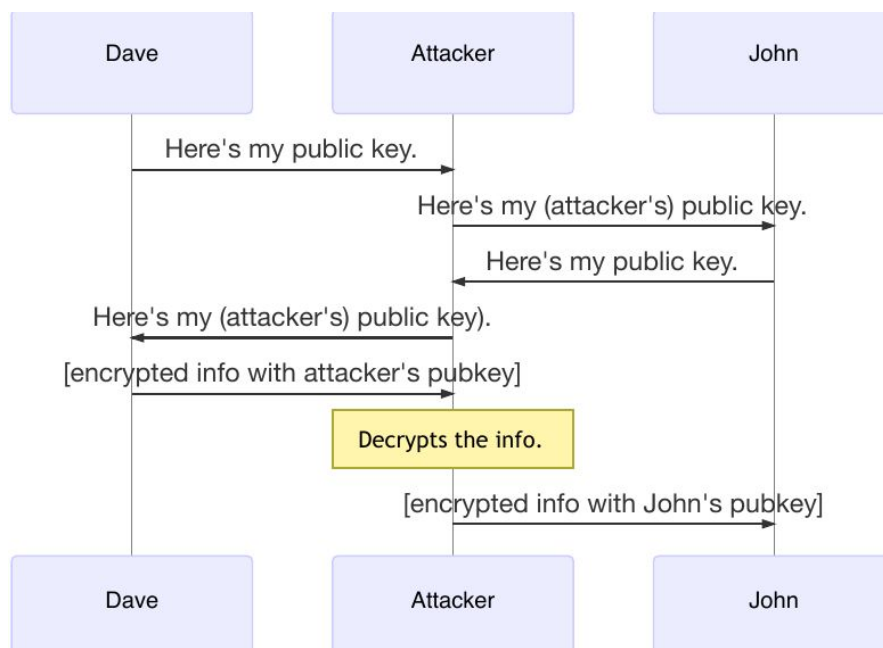 Dave
Attacker
John
Here's my public key.
Here's my (attacker's) public key.
Here's my public key.
Here's my (attacker's) public key).
[encrypted info with attacker's pubkey]
Decrypts the info.
[encrypted info with John's pubkey]
Dave
Attacker
John